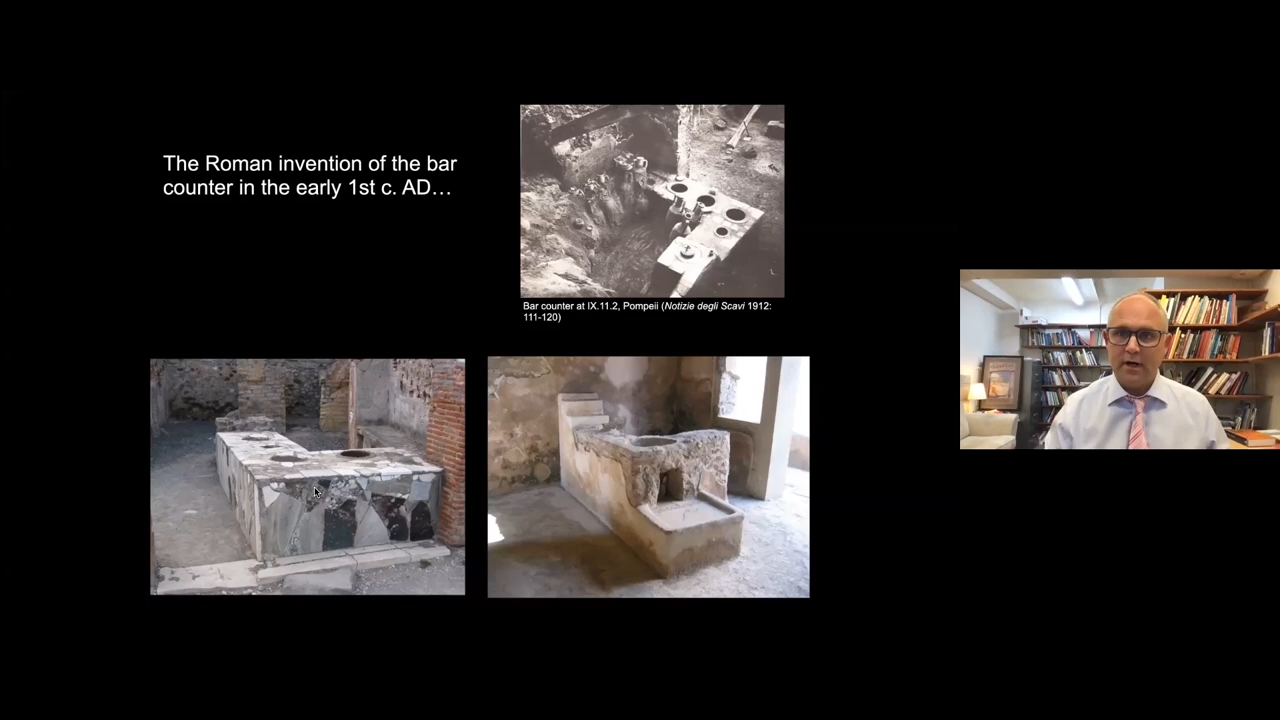 The Roman invention of the bar
counter in the early 1st c. AD…
Bar counter at IX.11.2, Pompeii (Notizie degli Scavi 1912:
111-120)